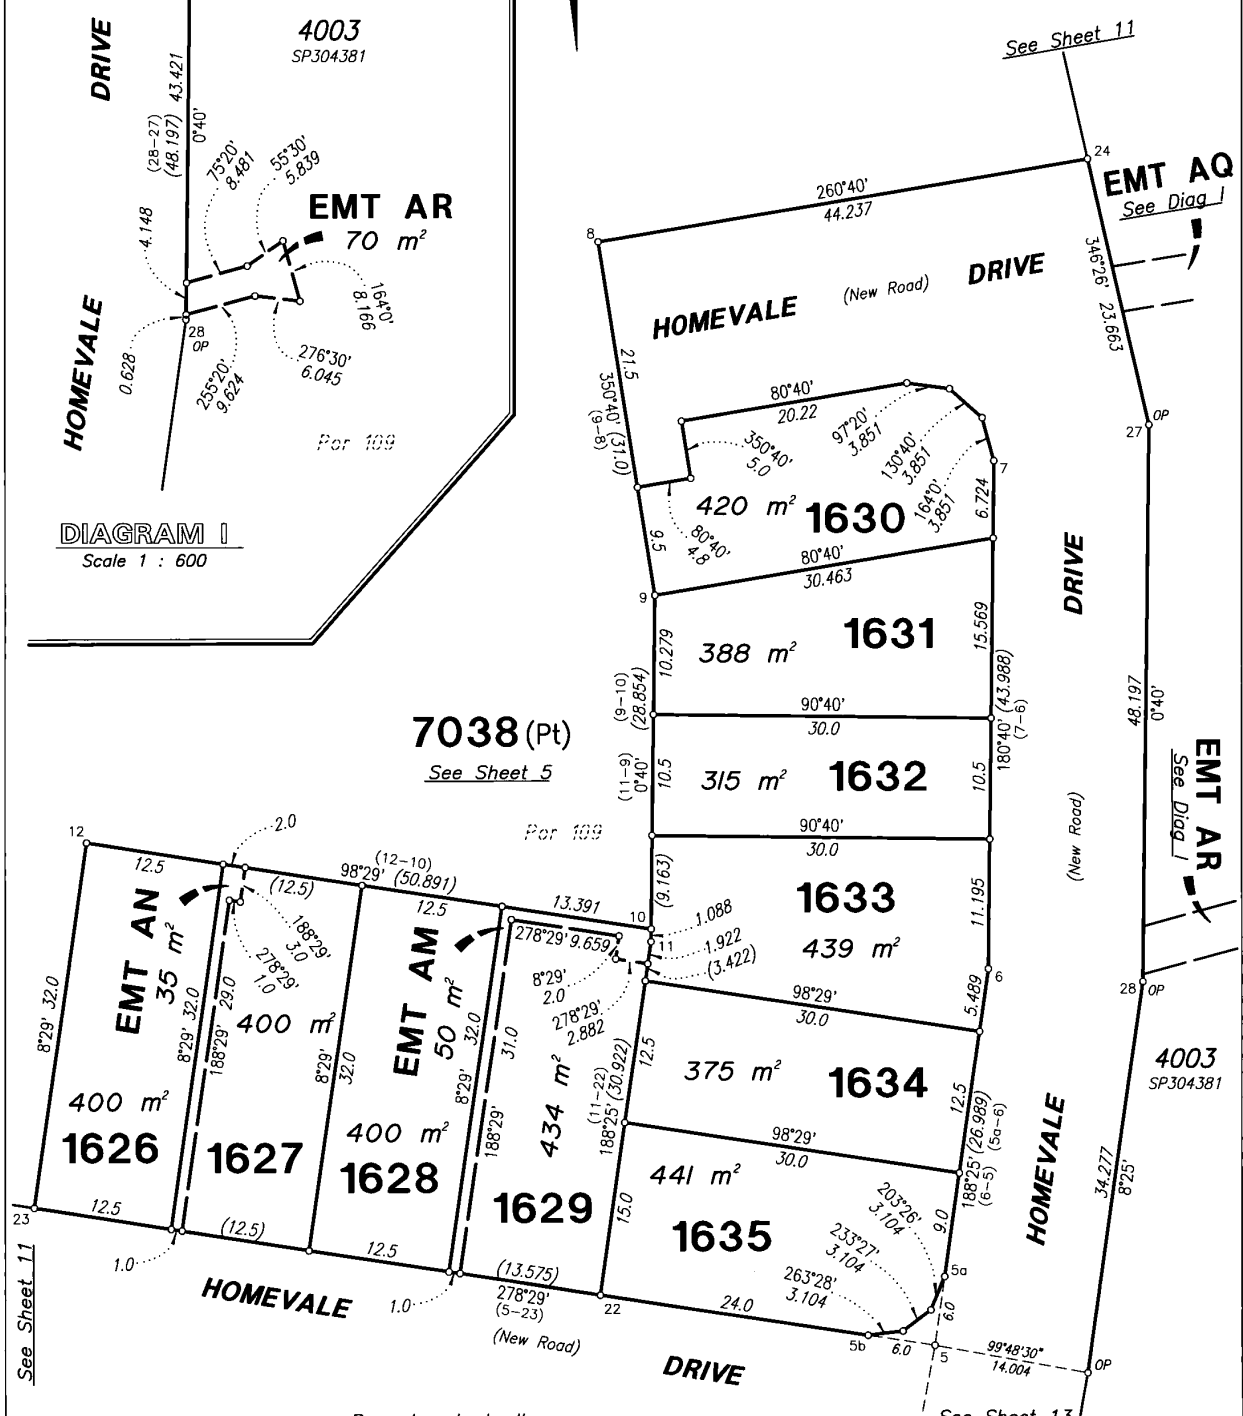 DRIVE
4003
SP304381
43.421
(28-27)
(48.197)
0°40'
75°20'
8.481
55°30'
5.839
EMT AR
70 m²
4.148
164°0'
8.166
28
OP
0.628
276°30'
6.045
255°20'
9.624
HOMEVALE
Por 109
DIAGRAM I
Scale 1 : 600
See Sheet 11
24
EMT AQ
See Diag I
260°40'
44.237
8
HOMEVALE
(New Road)
DRIVE
346°26'
23.663
21.5
350°40' (31.0)
(9-8)
80°40'
20.22
97°20'
3.851
130°40'
3.851
164°0'
3.851
350°40'
5.0
27
OP
7
420 m²
1630
6.724
80°40'
4.8
9.5
80°40'
30.463
9
DRIVE
10.279
388 m²
1631
15.569
(9-10)
(28.854)
180°40' (43.988)
(7-6)
48.197
0°40'
90°40'
30.0
7038 (Pt)
See Sheet 5
(11-9)
0°40'
10.5
315 m²
1632
10.5
EMT AR
See Diag I
(New Road)
Por 109
90°40'
30.0
12
12.5
2.0
(12-10)
98°29' (50.891)
(12.5)
12.5
13.391
(9.163)
10
1.088
11
1.922
(3.422)
1633
439 m²
11.195
6
EMT AN
35 m²
188°29'
3.0
278°29'
1.0
EMT AM
50 m²
278°29' 9.659
8°29'
2.0
278°29'
2.882
98°29'
30.0
5.489
28
OP
8°29' 32.0
8°29' 32.0
188°29' 29.0
400 m²
8°29'
32.0
8°29' 32.0
188°29'
31.0
434 m²
(11-22)
188°25' (30.922)
12.5
375 m²
1634
12.5
4003
SP304381
400 m²
1626
1627
400 m²
1628
1629
98°29'
30.0
188°25' (26.989)
(6-5) (5a-6)
HOMEVALE
34.277
8°25'
15.0
441 m²
1635
203°26'
3.104
233°27'
3.104
263°28'
3.104
9.0
5a
6.0
23
12.5
1.0
(12.5)
12.5
1.0
(13.575)
278°29'
(5-23)
22
24.0
5b
6.0
5
99°48'30"
14.004
OP
See Sheet 11
HOMEVALE
(New Road)
DRIVE
See Sheet 13